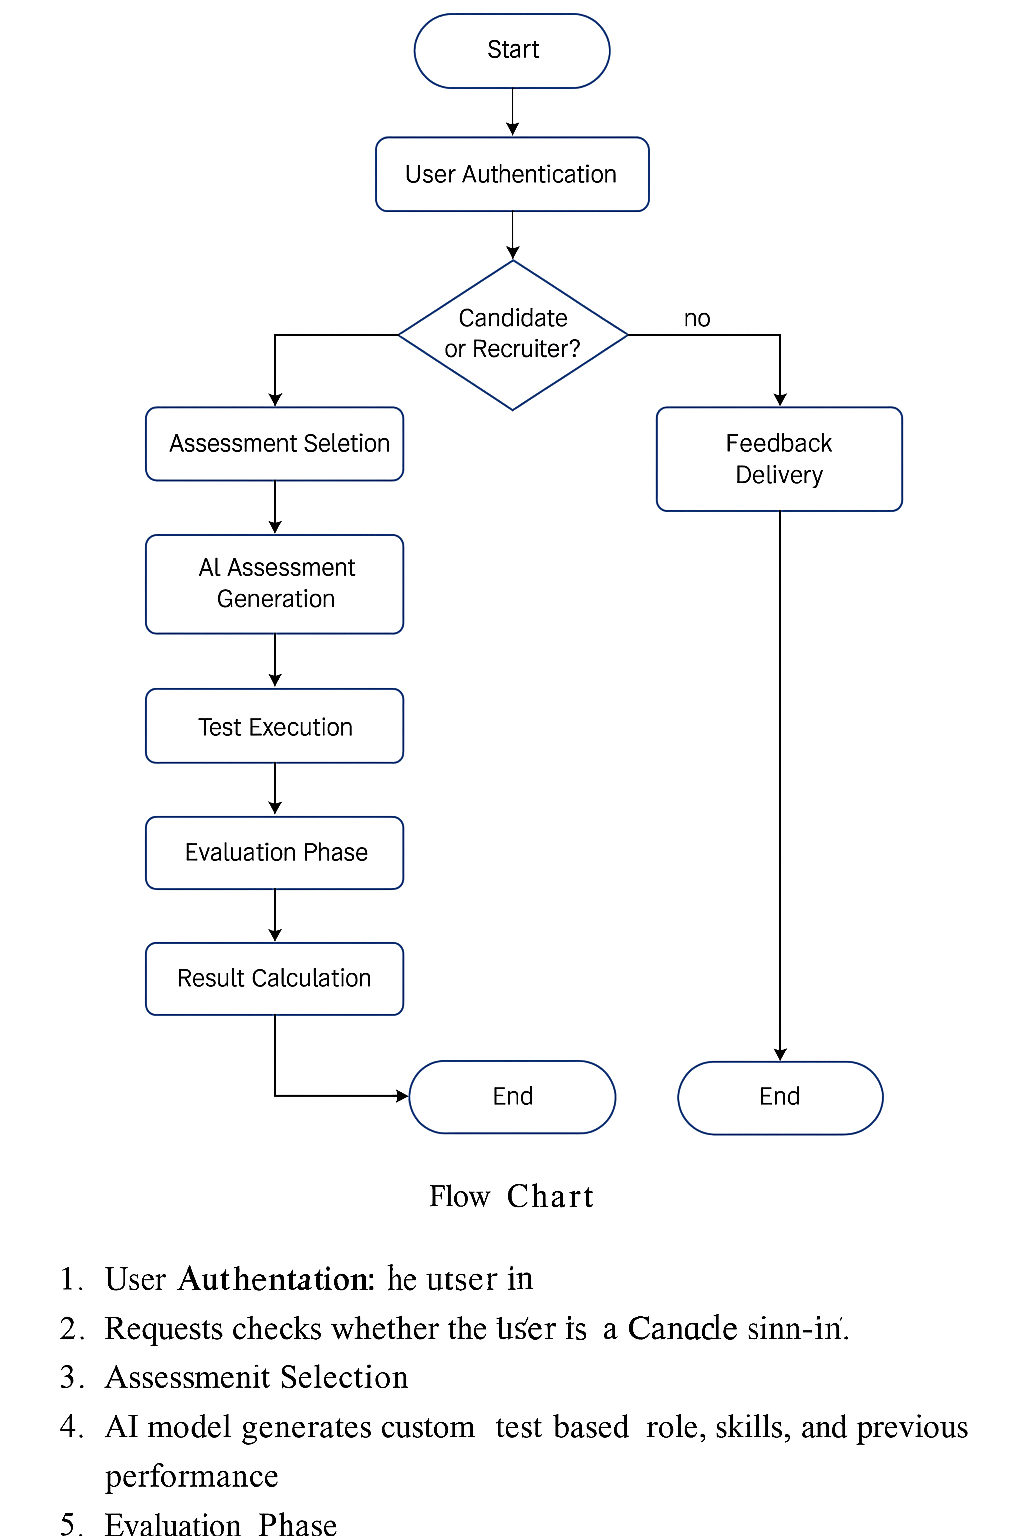 Start
User Authentication
Candidate
or Recruiter?
no
Assessment Seletion
Feedback
Delivery
AI Assessment
Generation
Test Execution
Evaluation Phase
Result Calculation
End
End
Flow Chart
1. User Authentation: he utser in
2. Requests checks whether the user is a Canacle sinn-in.
3. Assessmenit Selection
4. AI model generates custom test based role, skills, and previous
performance
5. Evaluation Phase